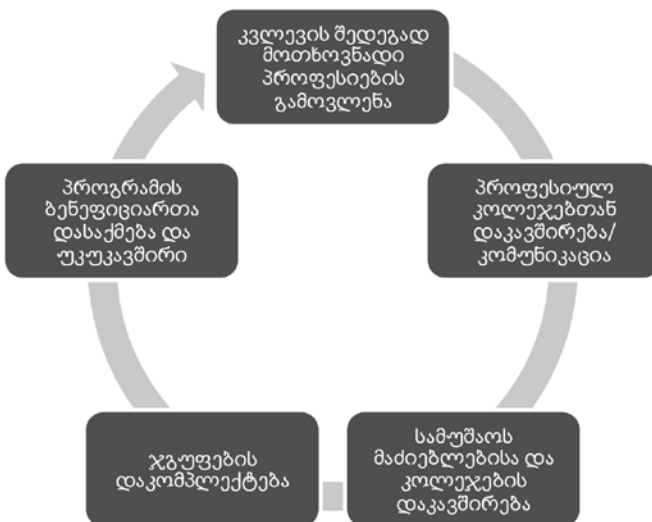 კვლევის შედეგად
მოთხოვნადი
პროფესიების
გამოვლენა
პროფესიულ
კოლეჯებთან
დაკავშირება/
კომუნიკაცია
სამუშაოს
მაძიებლებისა და
კოლეჯების
დაკავშირება
ჯგუფების
დაკომპლექტება
პროგრამის
ბენეფიციართა
დასაქმება და
უკუკავშირი